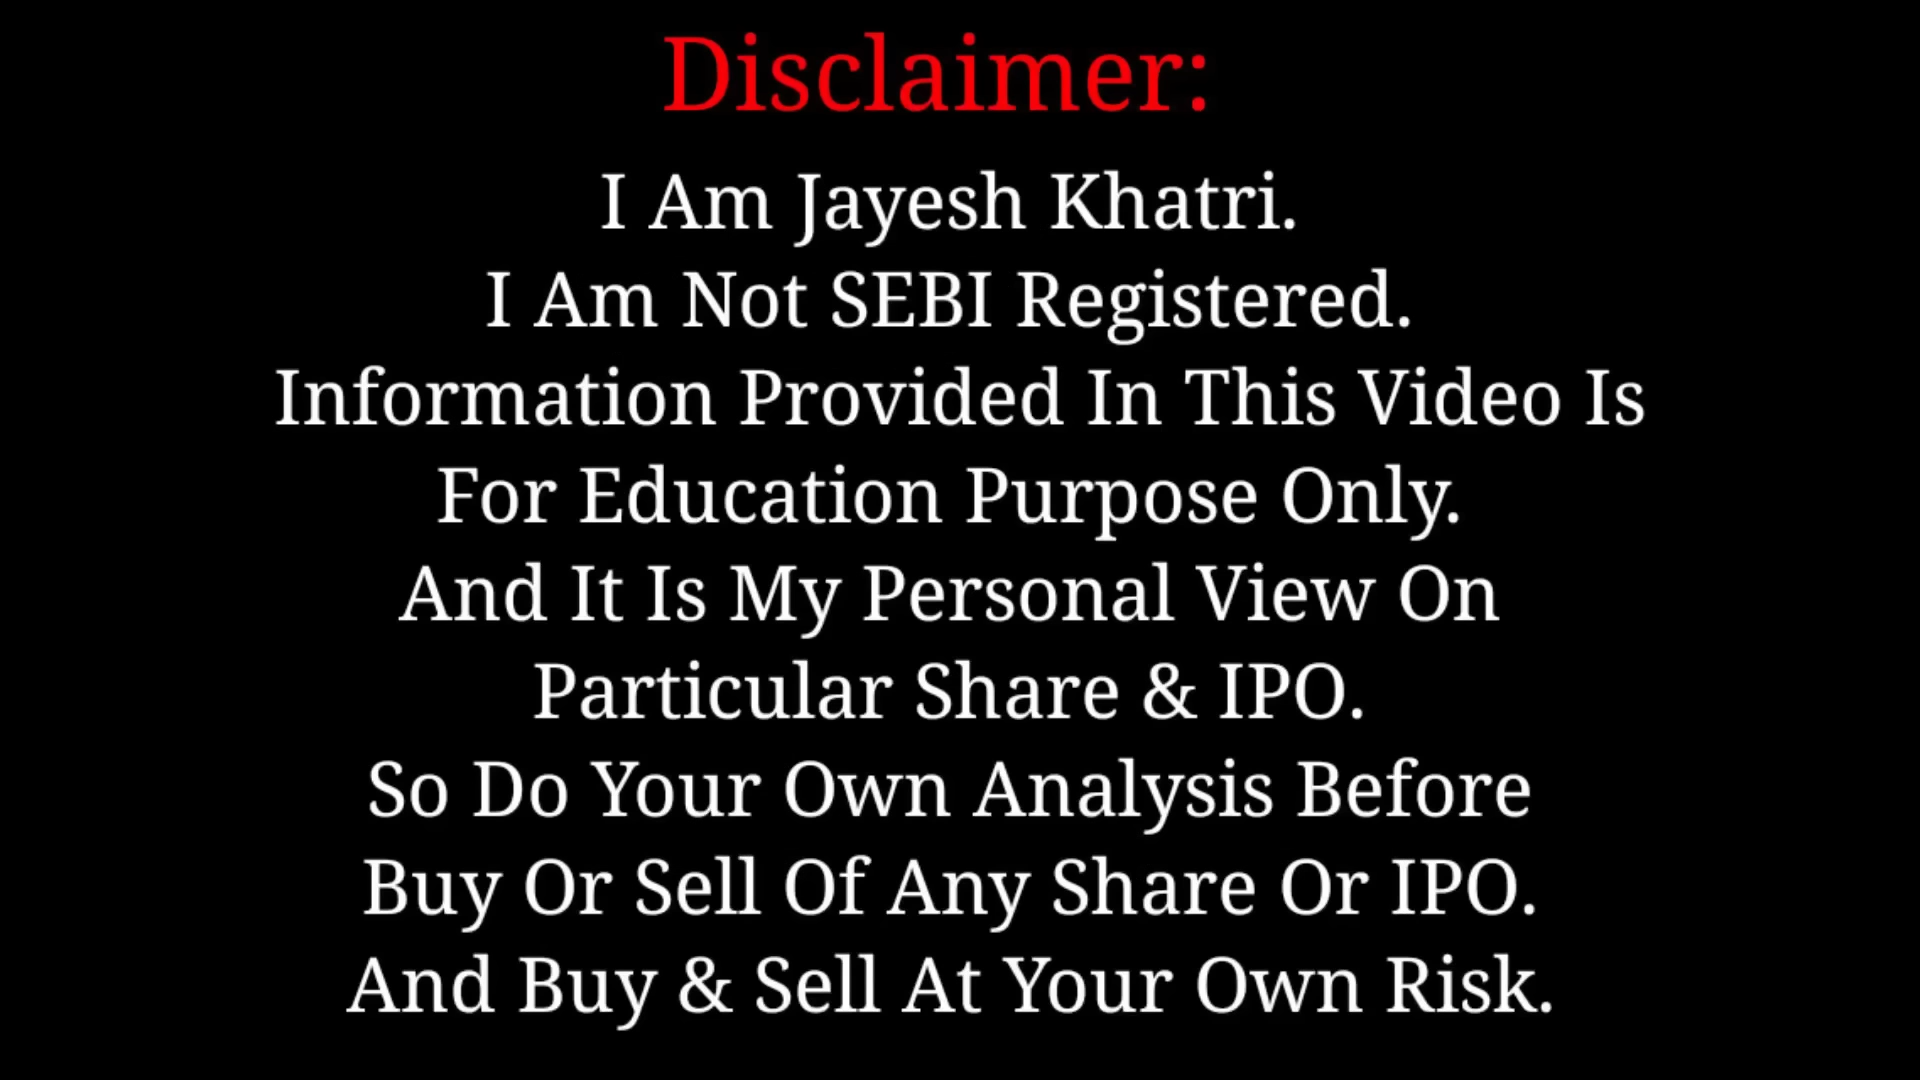 Disclaimer:
I Am Jayesh Khatri.
I Am Not SEBI Registered.
Information Provided In This Video Is
For Education Purpose Only.
And It Is My Personal View On
Particular Share & IPO.
So Do Your Own Analysis Before
Buy Or Sell Of Any Share Or IPO.
And Buy & Sell At Your Own Risk.